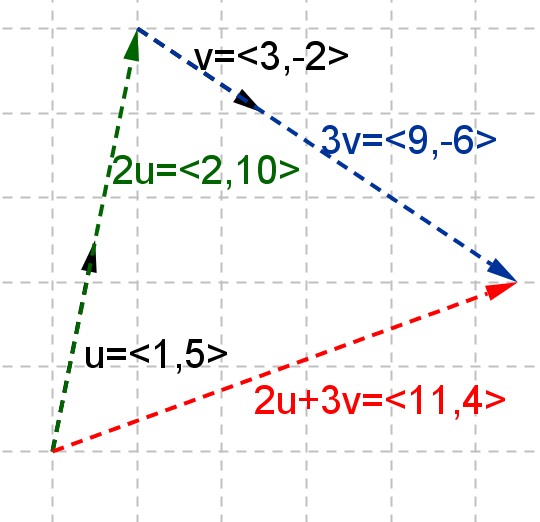 v=<3,-2>
3v=<9,-6>
2u=<2,10>
u=<1,5>
2u+3v=<11,4>